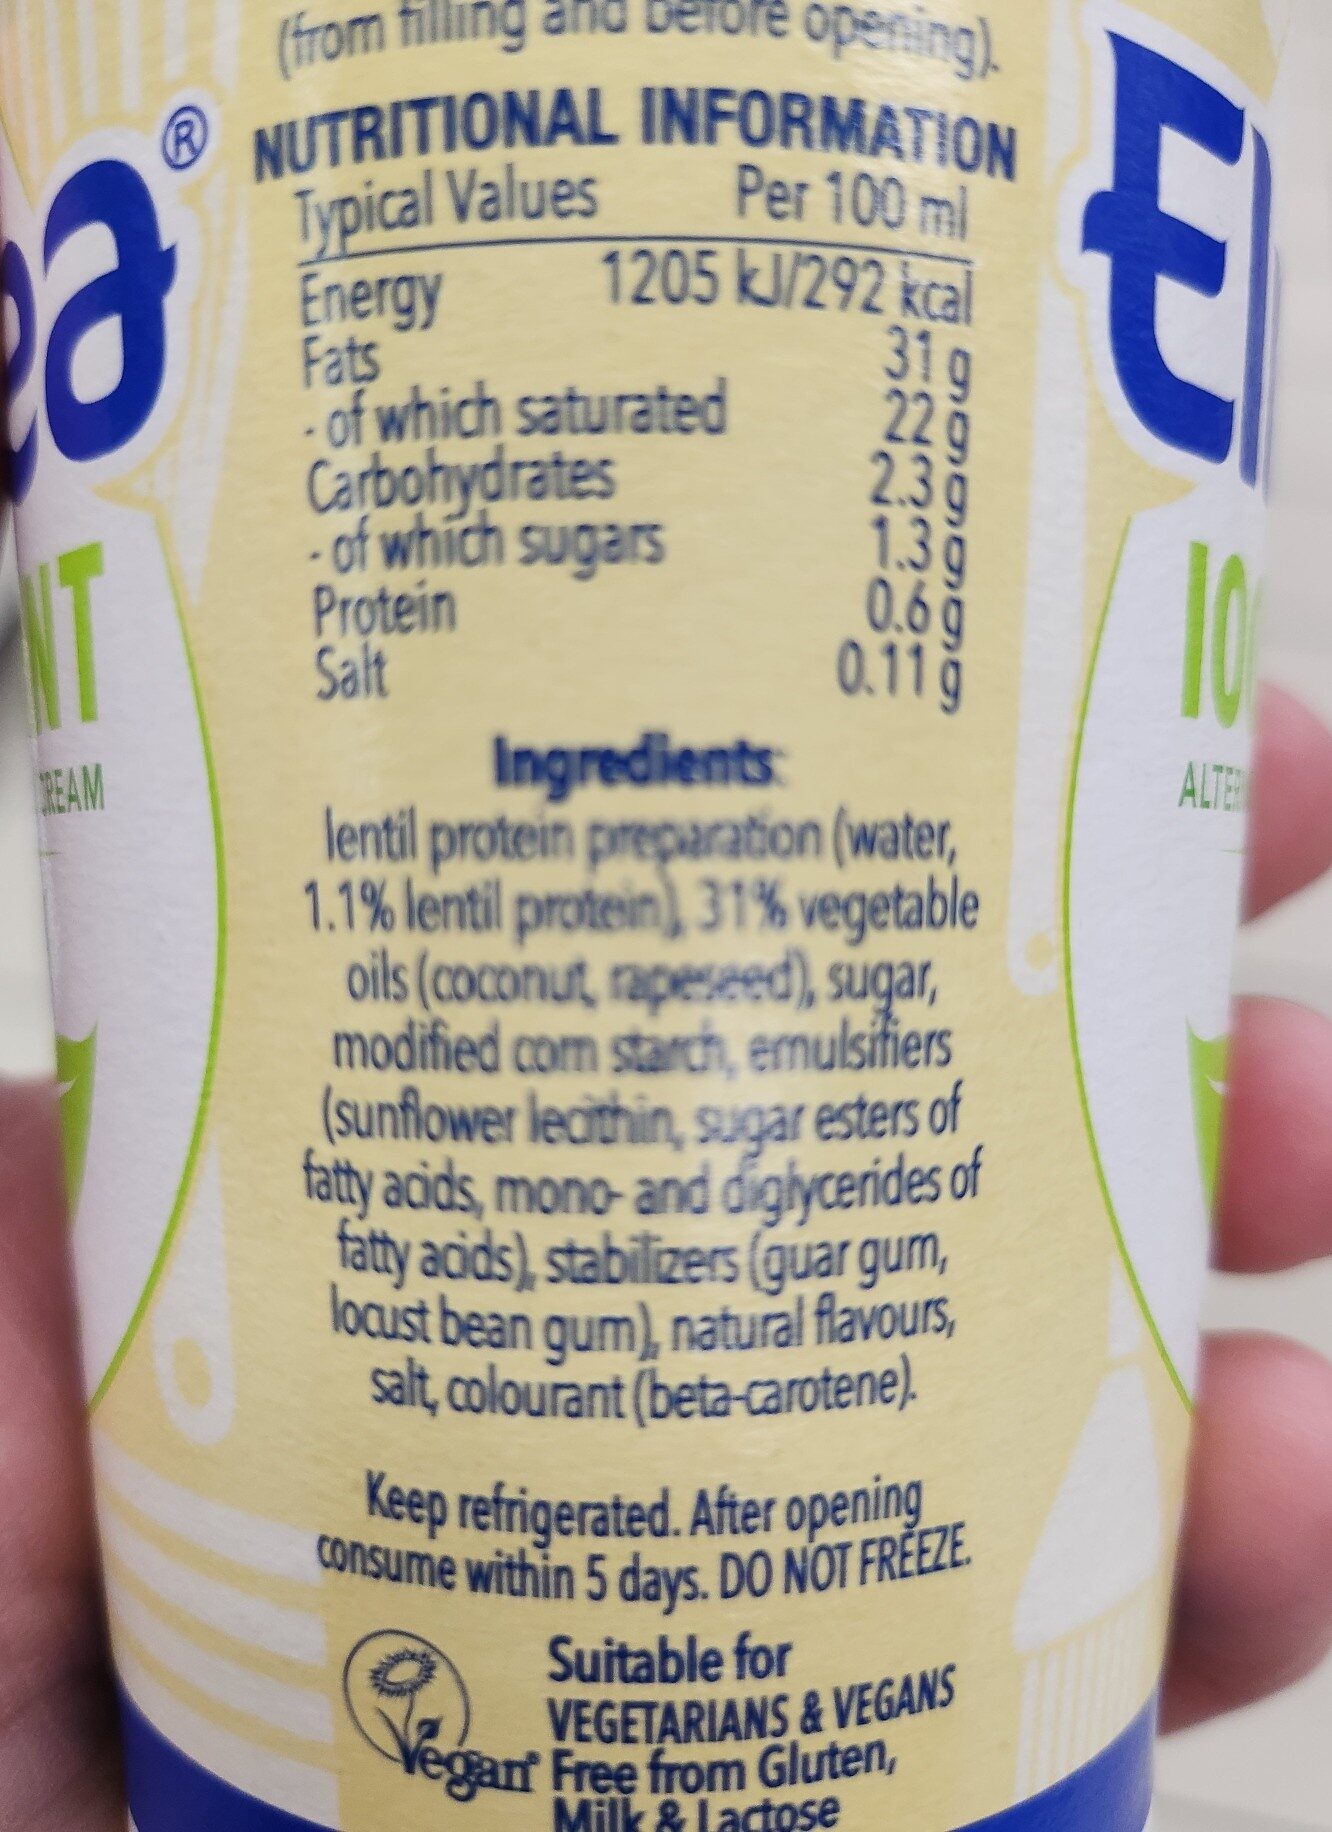 (from filling and before opening).
NUTRITIONAL INFORMATION
Typical Values Per 100 ml
Energy 1205 kJ/292 kcal
Fats 31 g
- of which saturated 22 g
Carbohydrates 2.3 g
- of which sugars 1.3 g
Protein 0.6 g
Salt 0.11 g
Ingredients:
lentil protein preparation (water,
1.1% lentil protein), 31% vegetable
oils (coconut, rapeseed), sugar,
modified corn starch, emulsifiers
(sunflower lecithin, sugar esters of
fatty acids, mono- and diglycerides of
fatty acids), stabilizers (guar gum,
locust bean gum), natural flavours,
salt, colourant (beta-carotene).
Keep refrigerated. After opening
consume within 5 days. DO NOT FREEZE.
Suitable for
VEGETARIANS & VEGANS
Vegan Free from Gluten,
Milk & Lactose